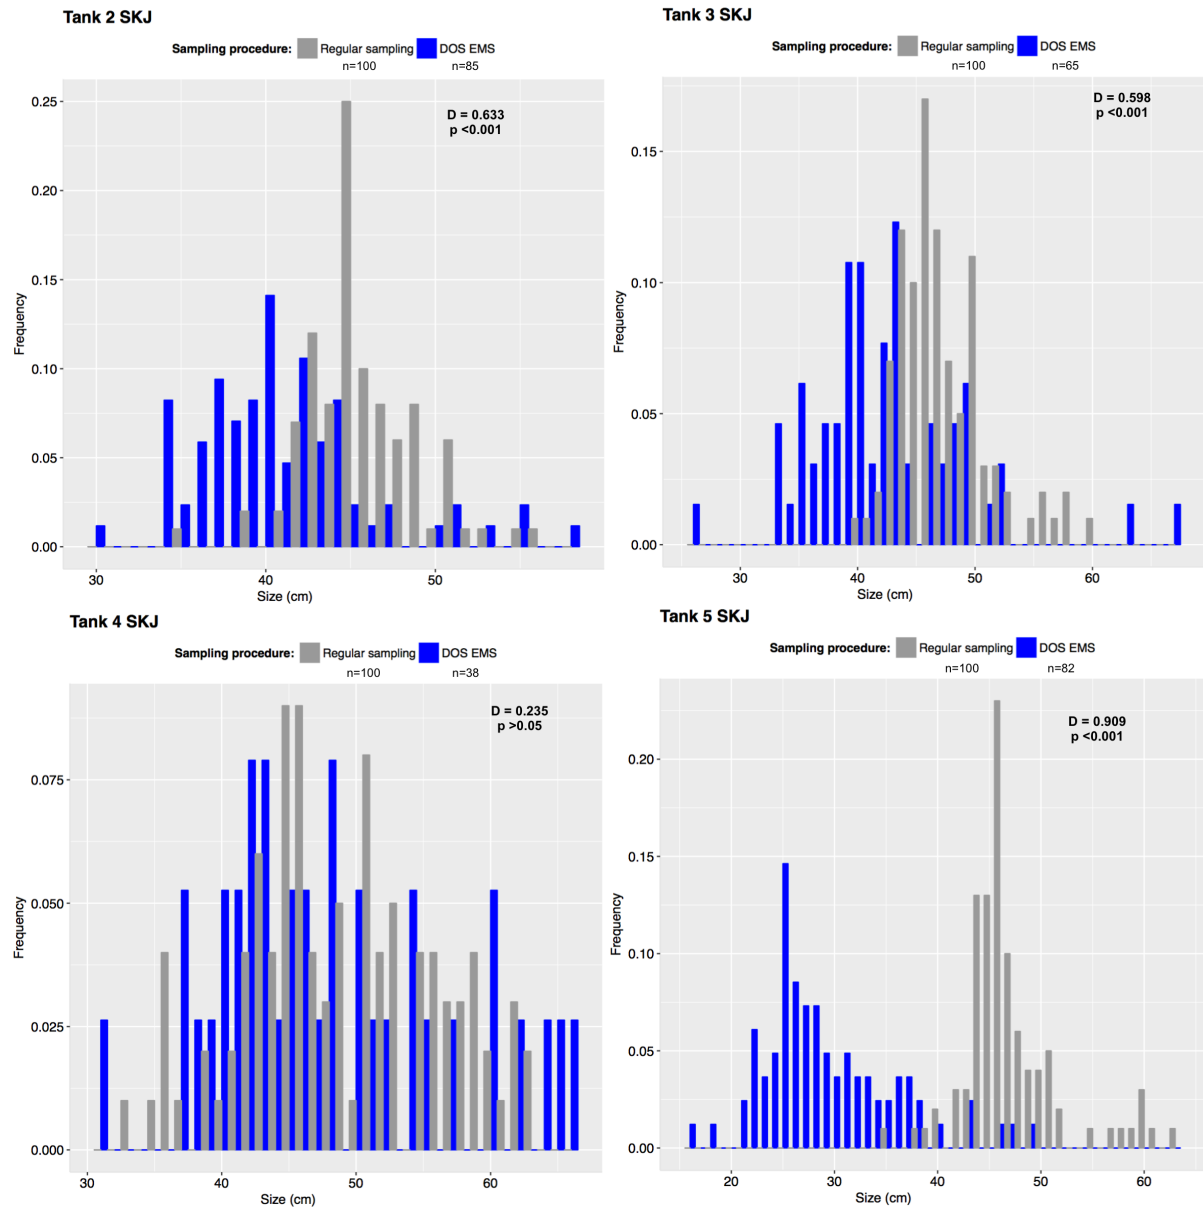 Tank 2 SKJ
Sampling procedure: Regular sampling DOS EMS
n=100 n=85
D = 0.633
p <0.001
0.25
0.20
0.15
0.10
0.05
0.00
Frequency
30 40 50
Size (cm)
Tank 3 SKJ
Sampling procedure: Regular sampling DOS EMS
n=100 n=65
D = 0.598
p <0.001
0.15
0.10
0.05
0.00
Frequency
30 40 50 60
Size (cm)
Tank 4 SKJ
Sampling procedure: Regular sampling DOS EMS
n=100 n=38
D = 0.235
p >0.05
0.075
0.050
0.025
0.000
Frequency
30 40 50 60
Size (cm)
Tank 5 SKJ
Sampling procedure: Regular sampling DOS EMS
n=100 n=82
D = 0.909
p <0.001
0.20
0.15
0.10
0.05
0.00
Frequency
20 30 40 50 60
Size (cm)